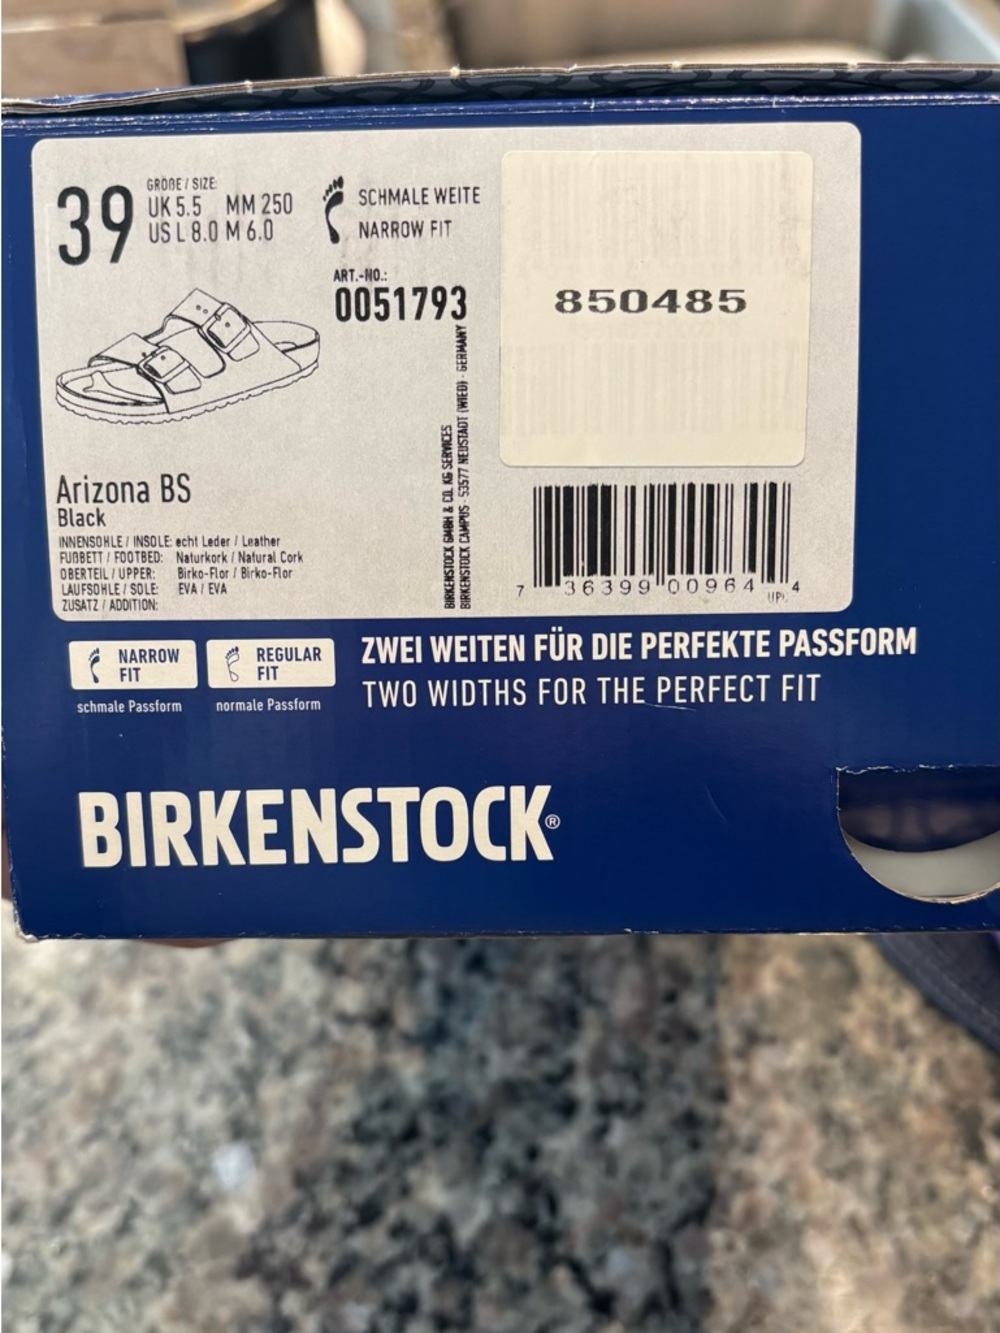 39
GRÖßE / SIZE:
UK 5.5 MM 250
US L 8.0 M 6.0
SCHMALE WEITE
NARROW FIT
ART.-NO.:
0051793
850485
BIRKENSTOCK GMBH & CO. KG SERVICES
BIRKENSTOCK CAMPUS · 53577 NEUSTADT (WIED) · GERMANY
Arizona BS
Black
INNENSOHLE / INSOLE: echt Leder / Leather
FUßBETT / FOOTBED: Naturkork / Natural Cork
OBERTEIL / UPPER: Birko-Flor / Birko-Flor
LAUFSOHLE / SOLE: EVA / EVA
ZUSATZ / ADDITION:
7 36399 00964 4
UPC
NARROW
FIT
schmale Passform
REGULAR
FIT
normale Passform
ZWEI WEITEN FÜR DIE PERFEKTE PASSFORM
TWO WIDTHS FOR THE PERFECT FIT
BIRKENSTOCK®